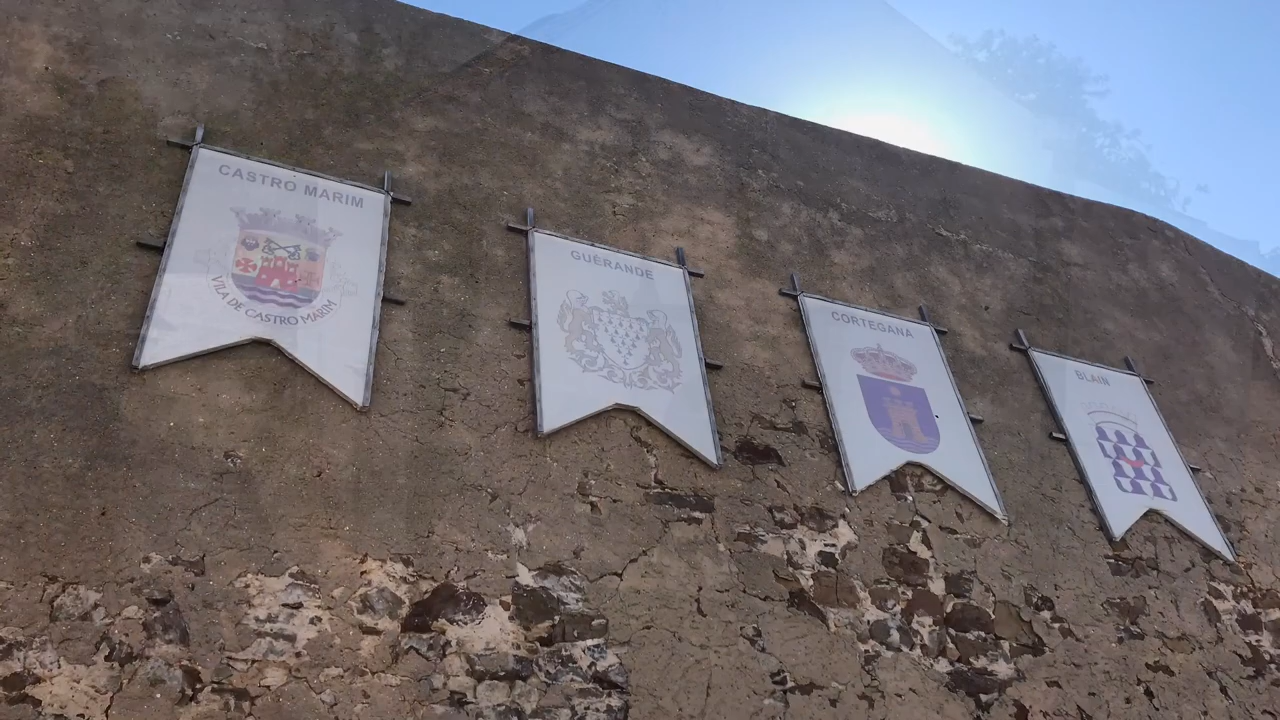 CASTRO MARIM
VILA DE CASTRO MARIM
GUÉRANDE
CORTEGANA
BLAIN